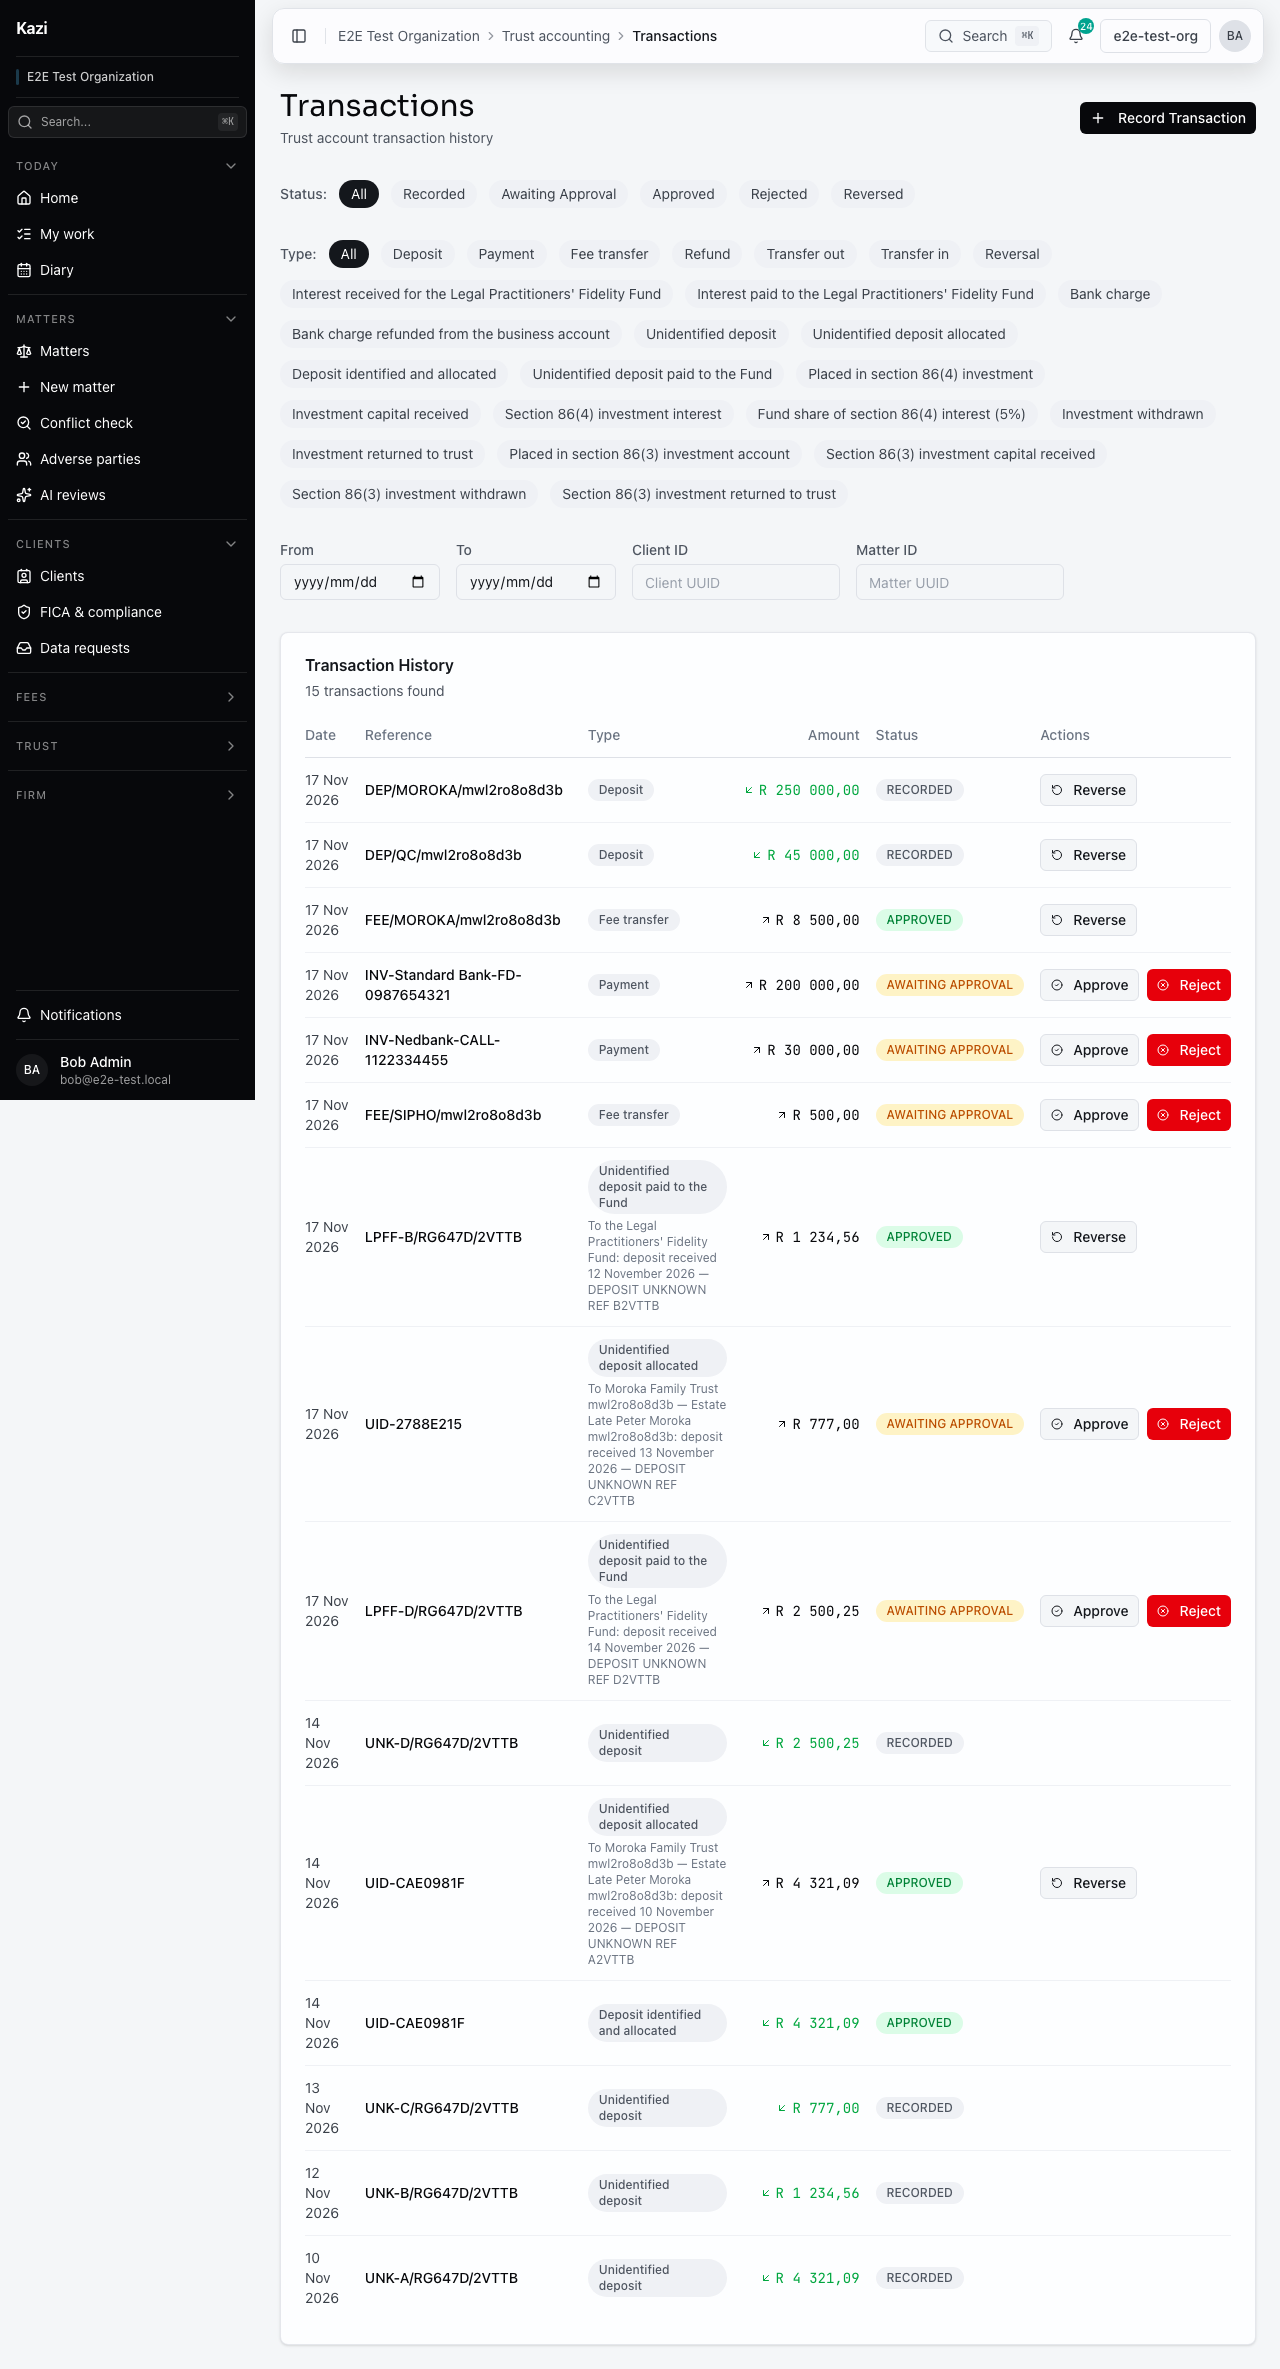 Kazi
E2E Test Organization
Search...
⌘K
TODAY
Home
My work
Diary
MATTERS
Matters
New matter
Conflict check
Adverse parties
AI reviews
CLIENTS
Clients
FICA & compliance
Data requests
FEES
TRUST
FIRM
Notifications
BA
Bob Admin
bob@e2e-test.local
E2E Test Organization > Trust accounting > Transactions
Search ⌘K
24
e2e-test-org
BA
Transactions
Trust account transaction history
Record Transaction
Status: All Recorded Awaiting Approval Approved Rejected Reversed
Type: All Deposit Payment Fee transfer Refund Transfer out Transfer in Reversal
Interest received for the Legal Practitioners' Fidelity Fund Interest paid to the Legal Practitioners' Fidelity Fund Bank charge
Bank charge refunded from the business account Unidentified deposit Unidentified deposit allocated
Deposit identified and allocated Unidentified deposit paid to the Fund Placed in section 86(4) investment
Investment capital received Section 86(4) investment interest Fund share of section 86(4) interest (5%) Investment withdrawn
Investment returned to trust Placed in section 86(3) investment account Section 86(3) investment capital received
Section 86(3) investment withdrawn Section 86(3) investment returned to trust
From To Client ID Matter ID
yyyy/mm/dd yyyy/mm/dd Client UUID Matter UUID
Transaction History
15 transactions found
Date Reference Type Amount Status Actions
17 Nov
2026
DEP/MOROKA/mwl2ro8o8d3b
Deposit
R 250 000,00
RECORDED
Reverse
17 Nov
2026
DEP/QC/mwl2ro8o8d3b
Deposit
R 45 000,00
RECORDED
Reverse
17 Nov
2026
FEE/MOROKA/mwl2ro8o8d3b
Fee transfer
R 8 500,00
APPROVED
Reverse
17 Nov
2026
INV-Standard Bank-FD-
0987654321
Payment
R 200 000,00
AWAITING APPROVAL
Approve
Reject
17 Nov
2026
INV-Nedbank-CALL-
1122334455
Payment
R 30 000,00
AWAITING APPROVAL
Approve
Reject
17 Nov
2026
FEE/SIPHO/mwl2ro8o8d3b
Fee transfer
R 500,00
AWAITING APPROVAL
Approve
Reject
17 Nov
2026
LPFF-B/RG647D/2VTTB
Unidentified
deposit paid to the
Fund
To the Legal
Practitioners' Fidelity
Fund: deposit received
12 November 2026 —
DEPOSIT UNKNOWN
REF B2VTTB
R 1 234,56
APPROVED
Reverse
17 Nov
2026
UID-2788E215
Unidentified
deposit allocated
To Moroka Family Trust
mwl2ro8o8d3b — Estate
Late Peter Moroka
mwl2ro8o8d3b: deposit
received 13 November
2026 — DEPOSIT
UNKNOWN REF
C2VTTB
R 777,00
AWAITING APPROVAL
Approve
Reject
17 Nov
2026
LPFF-D/RG647D/2VTTB
Unidentified
deposit paid to the
Fund
To the Legal
Practitioners' Fidelity
Fund: deposit received
14 November 2026 —
DEPOSIT UNKNOWN
REF D2VTTB
R 2 500,25
AWAITING APPROVAL
Approve
Reject
14
Nov
2026
UNK-D/RG647D/2VTTB
Unidentified
deposit
R 2 500,25
RECORDED
14
Nov
2026
UID-CAE0981F
Unidentified
deposit allocated
To Moroka Family Trust
mwl2ro8o8d3b — Estate
Late Peter Moroka
mwl2ro8o8d3b: deposit
received 10 November
2026 — DEPOSIT
UNKNOWN REF
A2VTTB
R 4 321,09
APPROVED
Reverse
14
Nov
2026
UID-CAE0981F
Deposit identified
and allocated
R 4 321,09
APPROVED
13
Nov
2026
UNK-C/RG647D/2VTTB
Unidentified
deposit
R 777,00
RECORDED
12
Nov
2026
UNK-B/RG647D/2VTTB
Unidentified
deposit
R 1 234,56
RECORDED
10
Nov
2026
UNK-A/RG647D/2VTTB
Unidentified
deposit
R 4 321,09
RECORDED